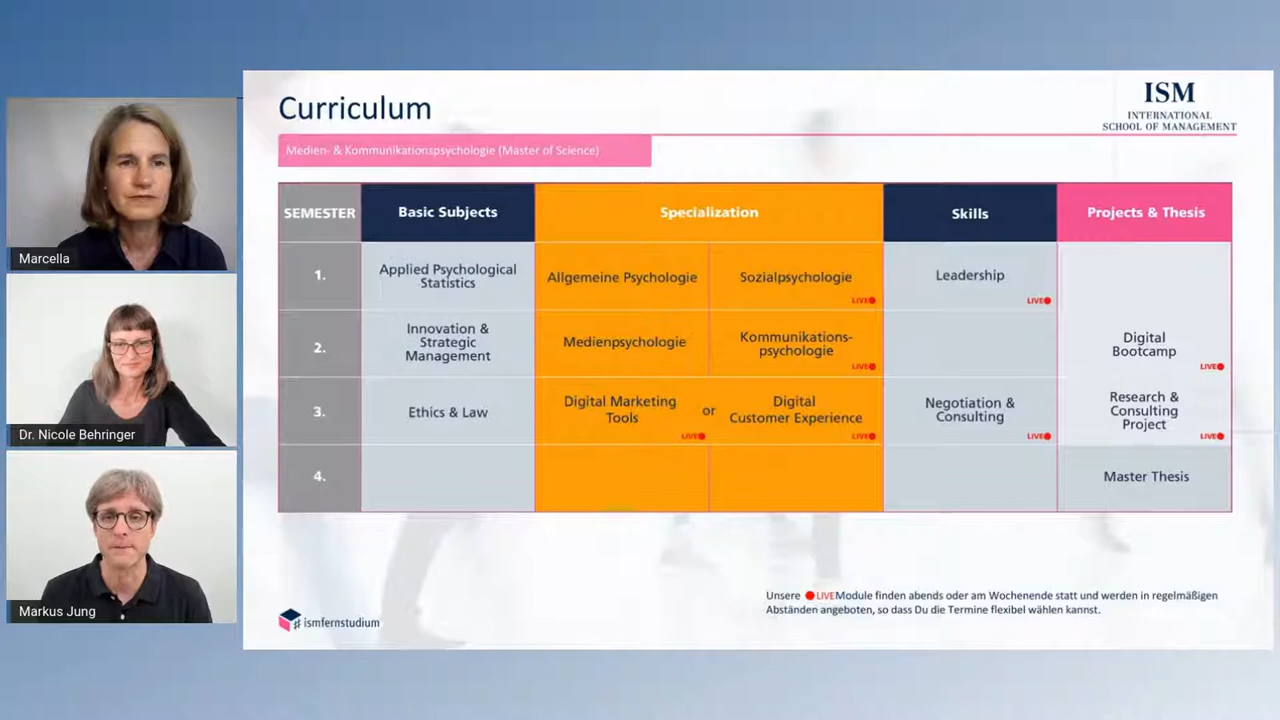 Curriculum
ISM
INTERNATIONAL
SCHOOL OF MANAGEMENT
Medien- & Kommunikationspsychologie (Master of Science)
SEMESTER
Basic Subjects
Specialization
Skills
Projects & Thesis
1.
Applied Psychological
Statistics
Allgemeine Psychologie
Sozialpsychologie
LIVE
Leadership
LIVE
2.
Innovation &
Strategic
Management
Medienpsychologie
Kommunikations-
psychologie
LIVE
Digital
Bootcamp
LIVE
3.
Ethics & Law
Digital Marketing
Tools
LIVE
or
Digital
Customer Experience
LIVE
Negotiation &
Consulting
LIVE
Research &
Consulting
Project
LIVE
4.
Master Thesis
Unsere LIVE Module finden abends oder am Wochenende statt und werden in regelmäßigen
Abständen angeboten, so dass Du die Termine flexibel wählen kannst.
# ismfernstudium
Marcella
Dr. Nicole Behringer
Markus Jung